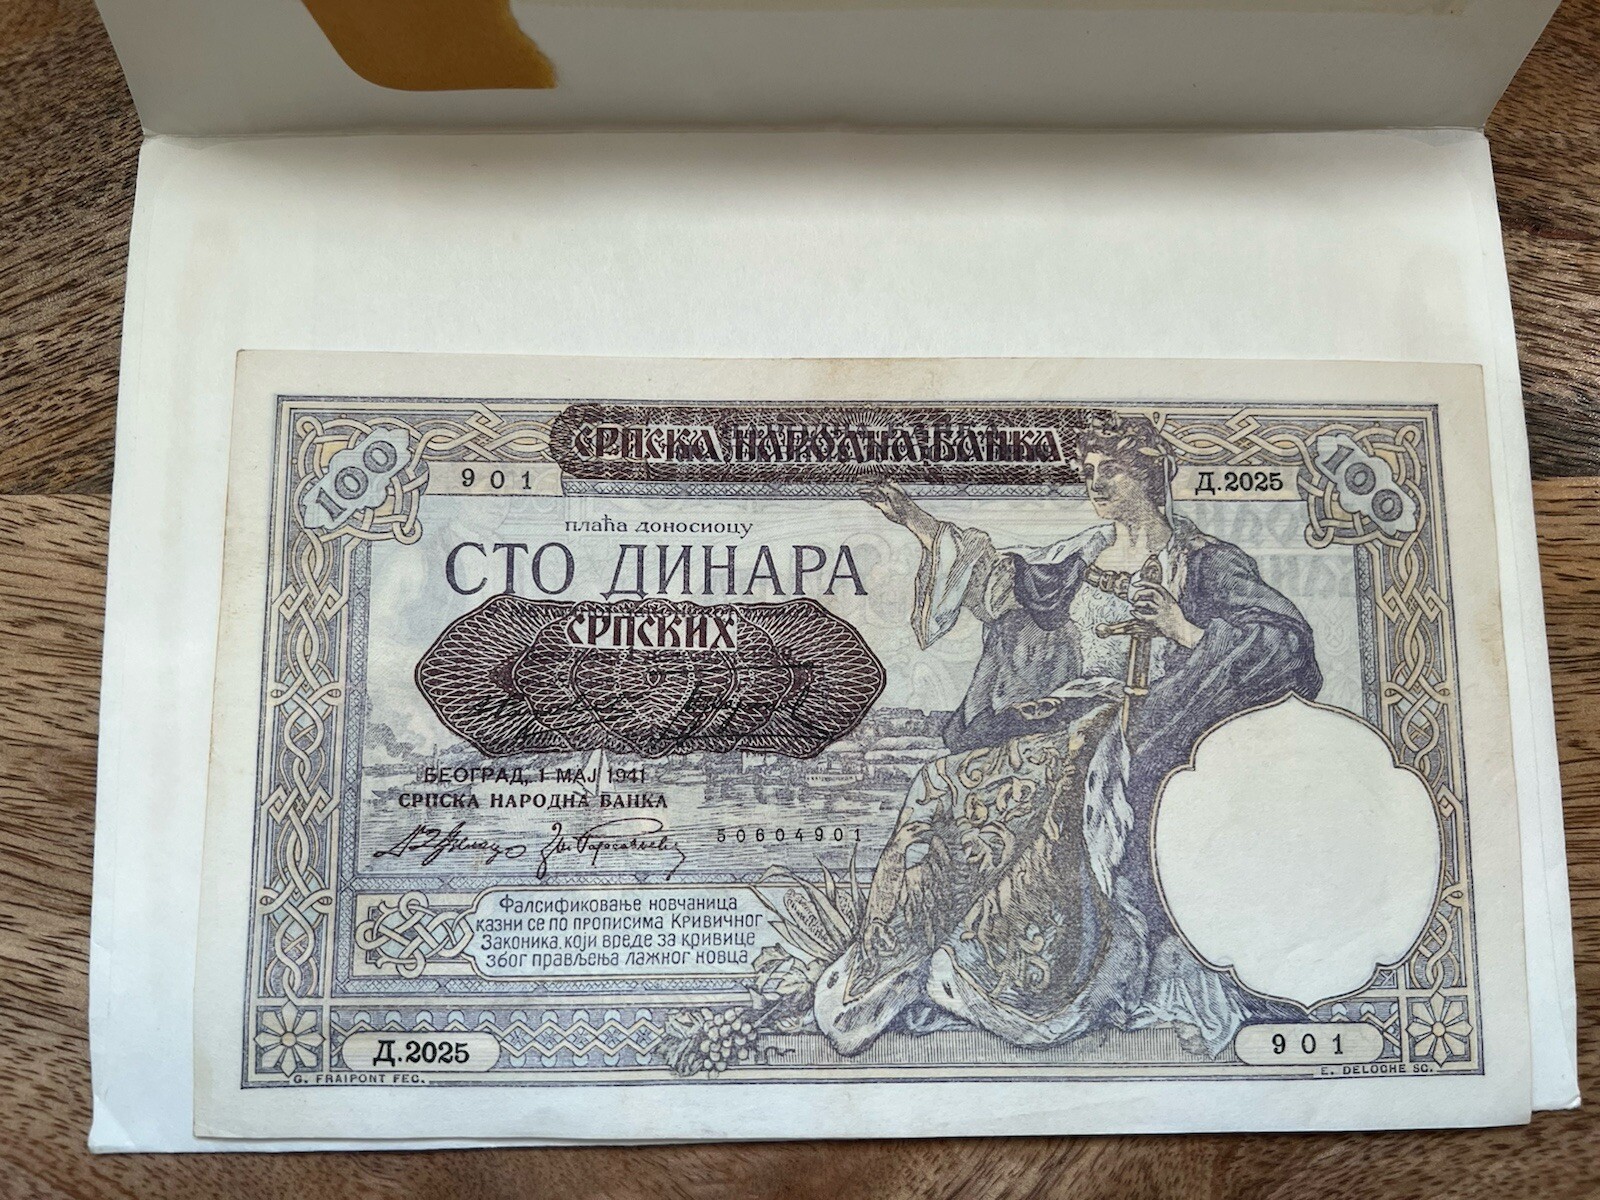 СРПСКА НАРОДНА БАНКА
100
100
901
Д.2025
плаћа доносиоцу
СТО ДИНАРА
СРПСКИХ
БЕОГРАД, 1 МАЈ 1941
СРПСКА НАРОДНА БАНКА
50604901
Фалсификовање новчаница
казни се по прописима Кривичног
Законика, који вреде за кривице
због прављења лажног новца
Д.2025
901
G. FRAIPONT FEC.
E. DELOCHE SC.